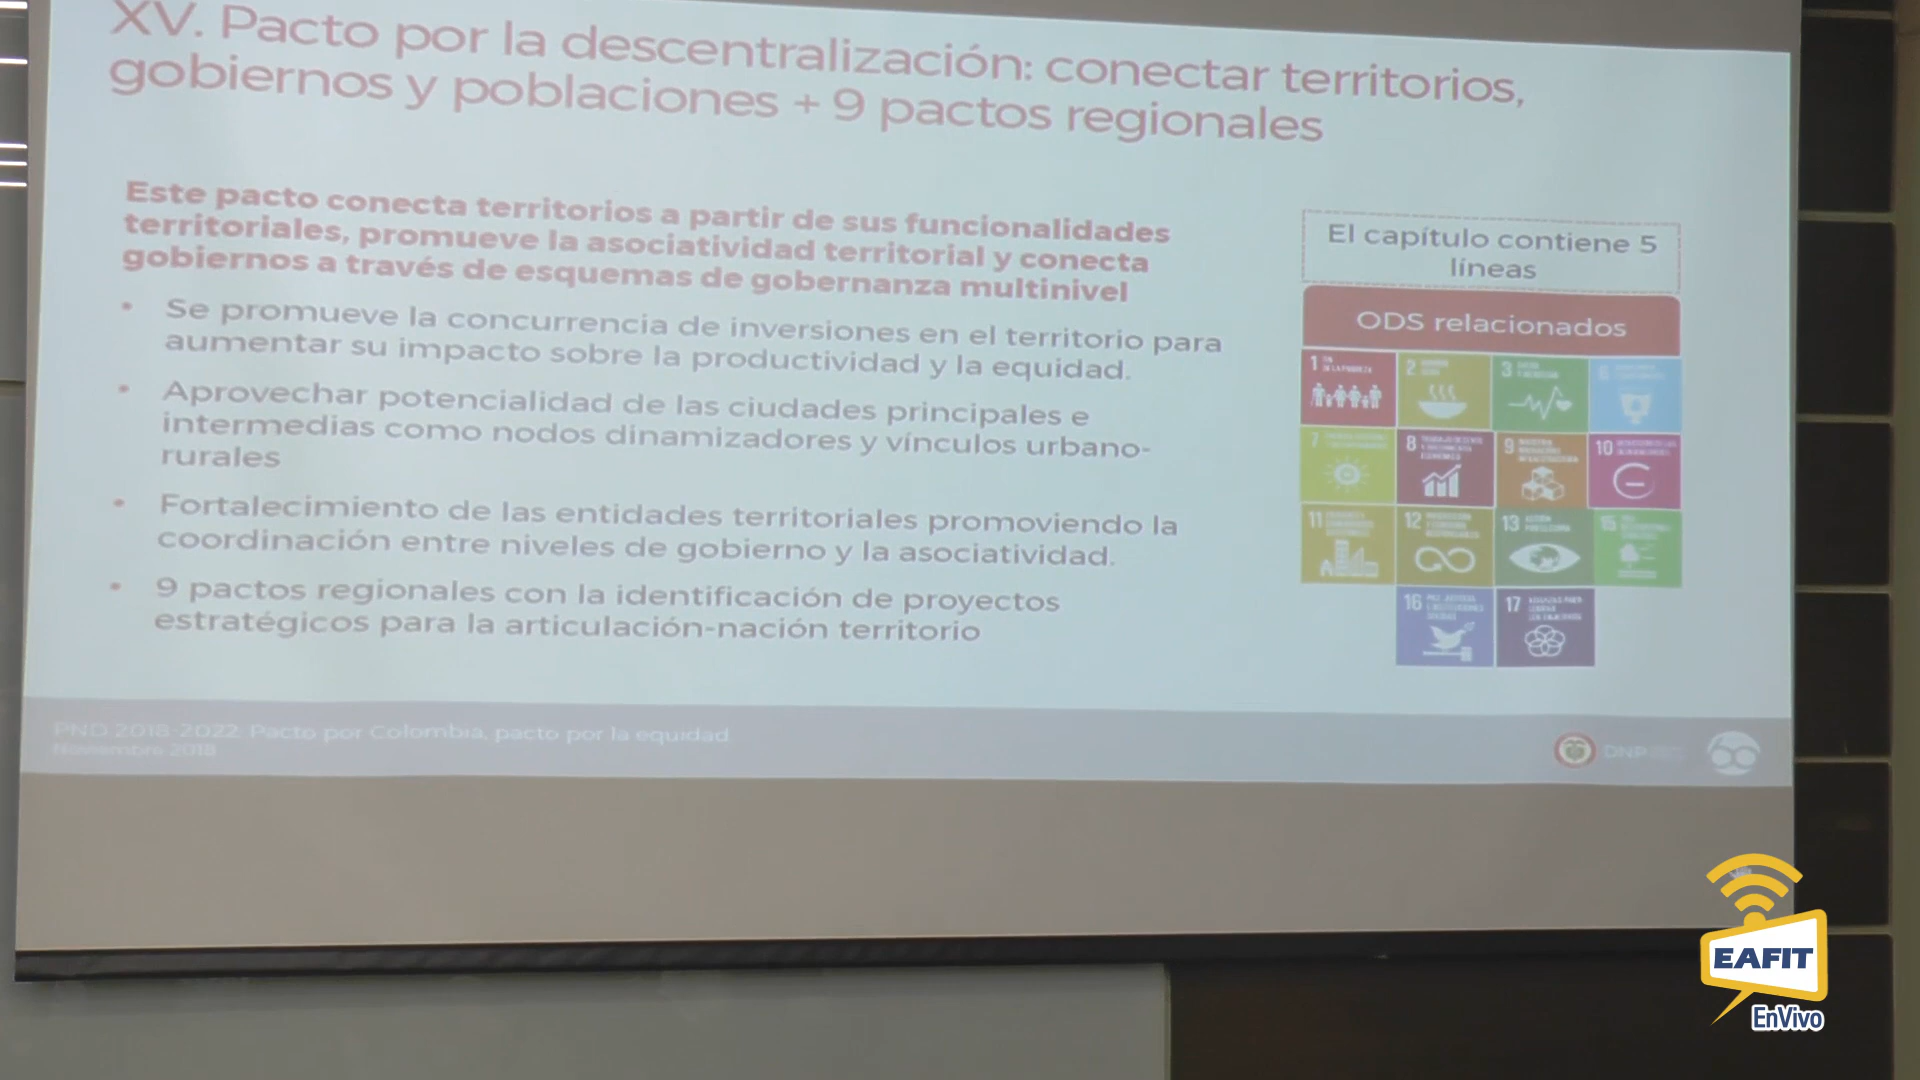 XV. Pacto por la descentralización: conectar territorios,
gobiernos y poblaciones + 9 pactos regionales
Este pacto conecta territorios a partir de sus funcionalidades
territoriales, promueve la asociatividad territorial y conecta
gobiernos a través de esquemas de gobernanza multinivel
• Se promueve la concurrencia de inversiones en el territorio para
aumentar su impacto sobre la productividad y la equidad.
• Aprovechar potencialidad de las ciudades principales e
intermedias como nodos dinamizadores y vínculos urbano-
rurales
• Fortalecimiento de las entidades territoriales promoviendo la
coordinación entre niveles de gobierno y la asociatividad.
• 9 pactos regionales con la identificación de proyectos
estratégicos para la articulación-nación territorio
El capítulo contiene 5
líneas
ODS relacionados
1
2
3
6
7
8
9
10
11
12
13
15
16
17
PND 2018-2022. Pacto por Colombia, pacto por la equidad.
Noviembre 2018
DNP
EAFIT
EnVivo